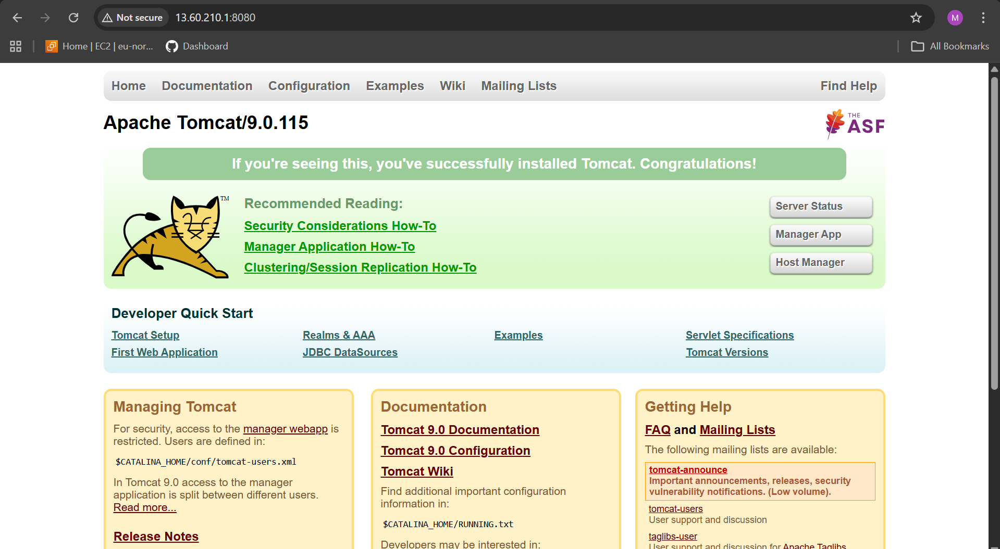 Not secure
13.60.210.1:8080
M
Home | EC2 | eu-nor...
Dashboard
All Bookmarks
Home
Documentation
Configuration
Examples
Wiki
Mailing Lists
Find Help
Apache Tomcat/9.0.115
THE
ASF
If you're seeing this, you've successfully installed Tomcat. Congratulations!
TM
Recommended Reading:
Security Considerations How-To
Manager Application How-To
Clustering/Session Replication How-To
Server Status
Manager App
Host Manager
Developer Quick Start
Tomcat Setup
First Web Application
Realms & AAA
JDBC DataSources
Examples
Servlet Specifications
Tomcat Versions
Managing Tomcat
For security, access to the manager webapp is
restricted. Users are defined in:
$CATALINA_HOME/conf/tomcat-users.xml
In Tomcat 9.0 access to the manager
application is split between different users.
Read more...
Release Notes
Documentation
Tomcat 9.0 Documentation
Tomcat 9.0 Configuration
Tomcat Wiki
Find additional important configuration
information in:
$CATALINA_HOME/RUNNING.txt
Developers may be interested in:
Getting Help
FAQ and Mailing Lists
The following mailing lists are available:
tomcat-announce
Important announcements, releases, security
vulnerability notifications. (Low volume).
tomcat-users
User support and discussion
taglibs-user
User support and discussion for Apache Taglibs